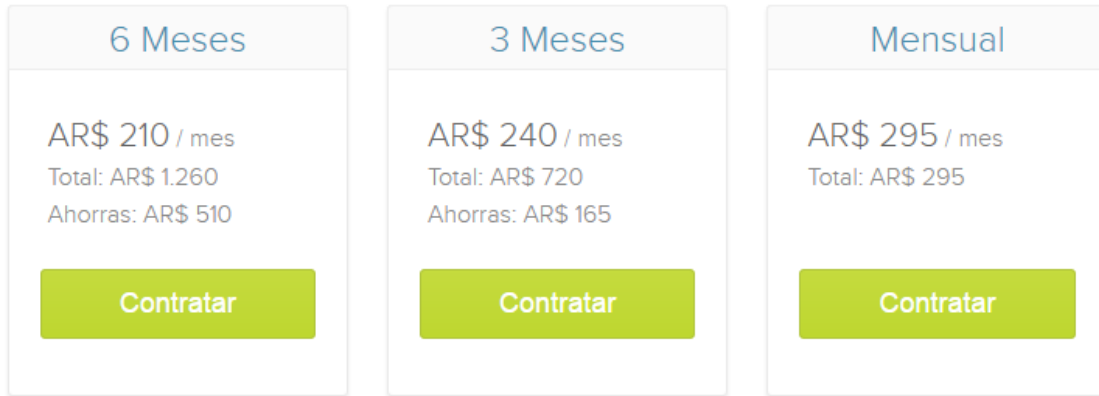 6 Meses
AR$ 210 / mes
Total: AR$ 1.260
Ahorras: AR$ 510
Contratar
3 Meses
AR$ 240 / mes
Total: AR$ 720
Ahorras: AR$ 165
Contratar
Mensual
AR$ 295 / mes
Total: AR$ 295
Contratar